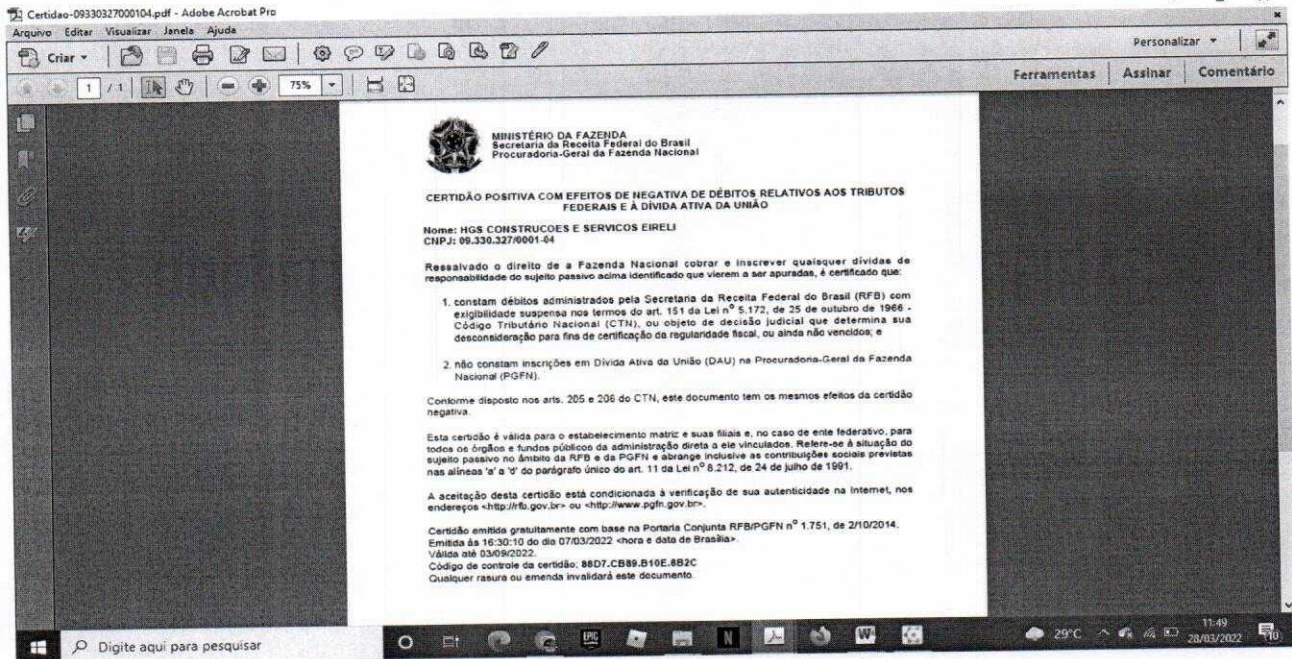 Certidao-09330327000104.pdf - Adobe Acrobat Pro
Arquivo Editar Visualizar Janela Ajuda
Criar
Personalizar
1 / 1
75%
Ferramentas Assinar Comentário
MINISTÉRIO DA FAZENDA
Secretaria da Receita Federal do Brasil
Procuradoria-Geral da Fazenda Nacional
CERTIDÃO POSITIVA COM EFEITOS DE NEGATIVA DE DÉBITOS RELATIVOS AOS TRIBUTOS
FEDERAIS E À DÍVIDA ATIVA DA UNIÃO
Nome: HGS CONSTRUCOES E SERVICOS EIRELI
CNPJ: 09.330.327/0001-04
Ressalvado o direito de a Fazenda Nacional cobrar e inscrever quaisquer dívidas de
responsabilidade do sujeito passivo acima identificado que vierem a ser apuradas, é certificado que:
1. constam débitos administrados pela Secretaria da Receita Federal do Brasil (RFB) com
exigibilidade suspensa nos termos do art. 151 da Lei nº 5.172, de 25 de outubro de 1966 -
Código Tributário Nacional (CTN), ou objeto de decisão judicial que determina sua
desconsideração para fins de certificação da regularidade fiscal, ou ainda não vencidos; e
2. não constam inscrições em Dívida Ativa da União (DAU) na Procuradoria-Geral da Fazenda
Nacional (PGFN).
Conforme disposto nos arts. 205 e 206 do CTN, este documento tem os mesmos efeitos da certidão
negativa.
Esta certidão é válida para o estabelecimento matriz e suas filiais e, no caso de ente federativo, para
todos os órgãos e fundos públicos da administração direta a ele vinculados. Refere-se à situação do
sujeito passivo no âmbito da RFB e da PGFN e abrange inclusive as contribuições sociais previstas
nas alíneas 'a' a 'd' do parágrafo único do art. 11 da Lei nº 8.212, de 24 de julho de 1991.
A aceitação desta certidão está condicionada à verificação de sua autenticidade na Internet, nos
endereços <http://rfb.gov.br> ou <http://www.pgfn.gov.br>.
Certidão emitida gratuitamente com base na Portaria Conjunta RFB/PGFN nº 1.751, de 2/10/2014.
Emitida às 16:30:10 do dia 07/03/2022 <hora e data de Brasília>.
Válida até 03/09/2022.
Código de controle da certidão: 88D7.CB89.B10E.8B2C
Qualquer rasura ou emenda invalidará este documento.
Digite aqui para pesquisar
EPIC
N
W
29°C
11:49
28/03/2022